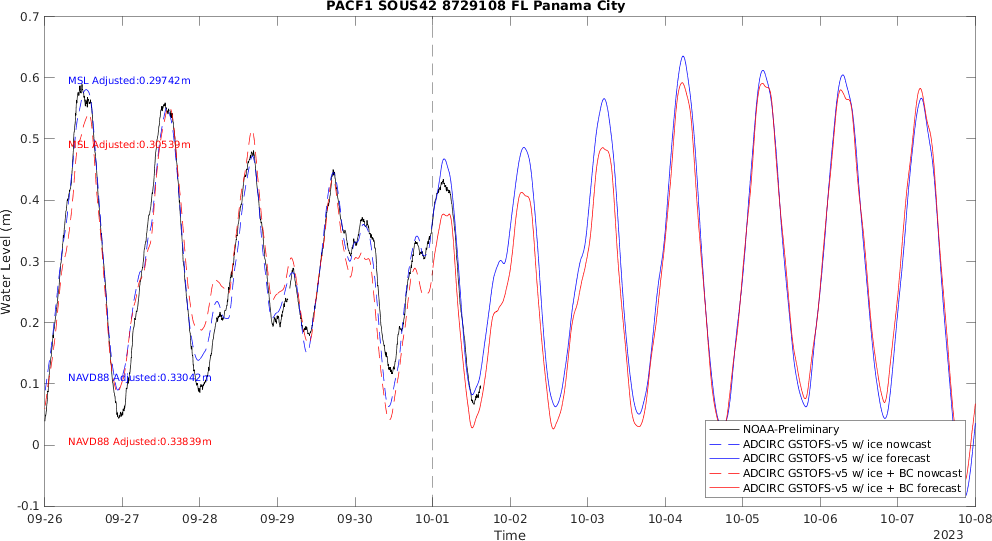 PACF1 SOUS42 8729108 FL Panama City
0.7
0.6
0.5
0.4
0.3
0.2
0.1
0
-0.1
Water Level (m)
MSL Adjusted:0.29742m
MSL Adjusted:0.30539m
NAVD88 Adjusted:0.33042m
NAVD88 Adjusted:0.33839m
NOAA-Preliminary
ADCIRC GSTOFS-v5 w/ ice nowcast
ADCIRC GSTOFS-v5 w/ ice forecast
ADCIRC GSTOFS-v5 w/ ice + BC nowcast
ADCIRC GSTOFS-v5 w/ ice + BC forecast
09-26 09-27 09-28 09-29 09-30 10-01 10-02 10-03 10-04 10-05 10-06 10-07 10-08
Time
2023